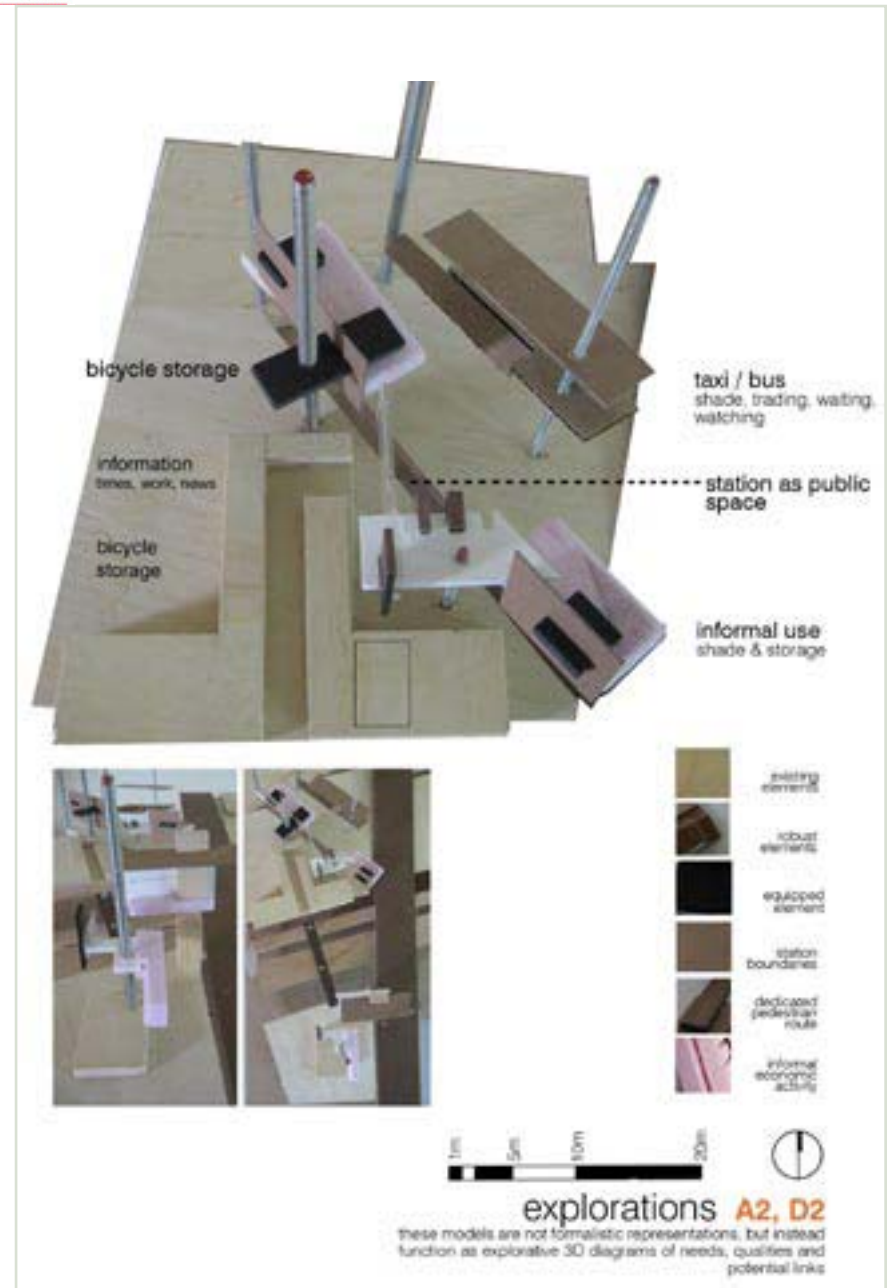 bicycle storage
information
times, work, news
bicycle
storage
taxi / bus
shade, trading, waiting,
watching
station as public
space
informal use
shade & storage
existing
elements
robust
elements
equipped
element
station
boundaries
dedicated
pedestrian
route
informal
economic
activity
1m
5m
10m
20m
explorations A2, D2
these models are not formalistic representations, but instead
function as explorative 3D diagrams of needs, qualities and
potential links